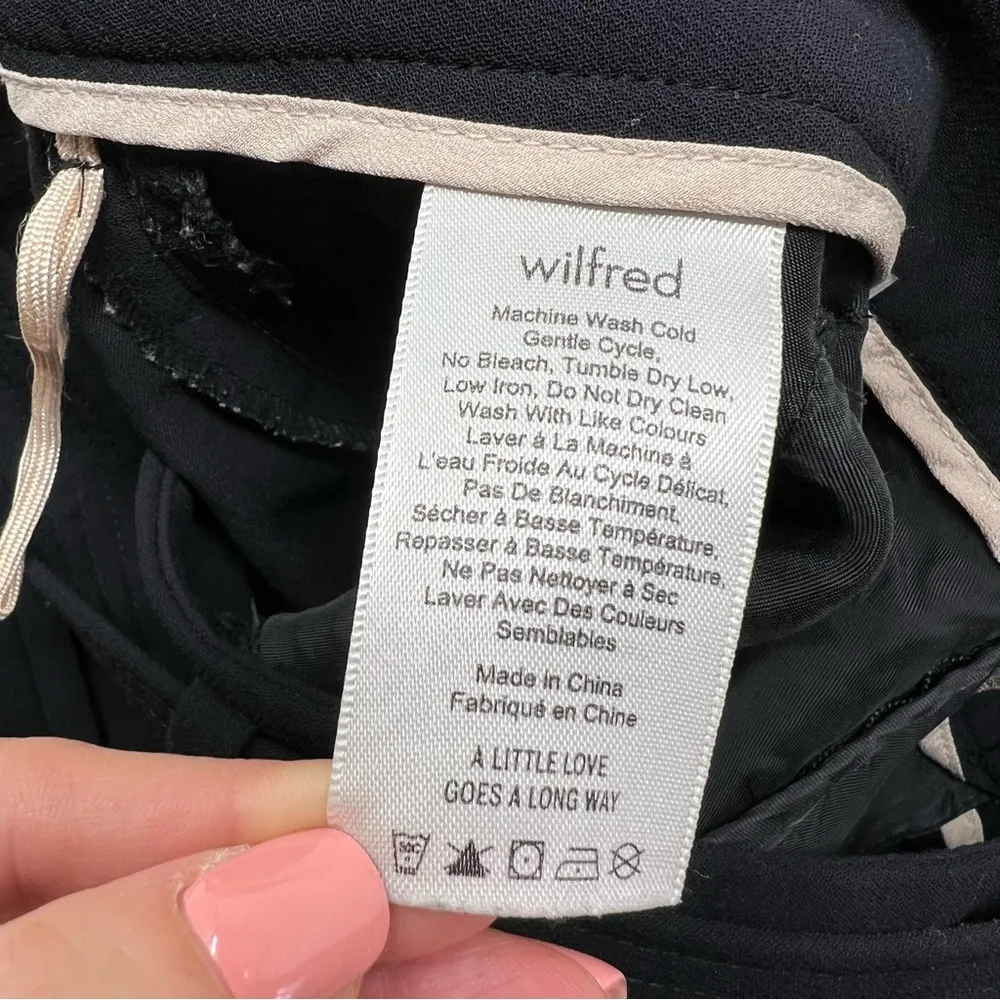 wilfred
Machine Wash Cold
Gentle Cycle,
No Bleach, Tumble Dry Low,
Low Iron, Do Not Dry Clean
Wash With Like Colours
Laver à La Machine à
L'eau Froide Au Cycle Délicat,
Pas De Blanchiment,
Sécher à Basse Température,
Repasser à Basse Température,
Ne Pas Nettoyer à Sec
Laver Avec Des Couleurs
Semblables
Made in China
Fabriqué en Chine
A LITTLE LOVE
GOES A LONG WAY
30C